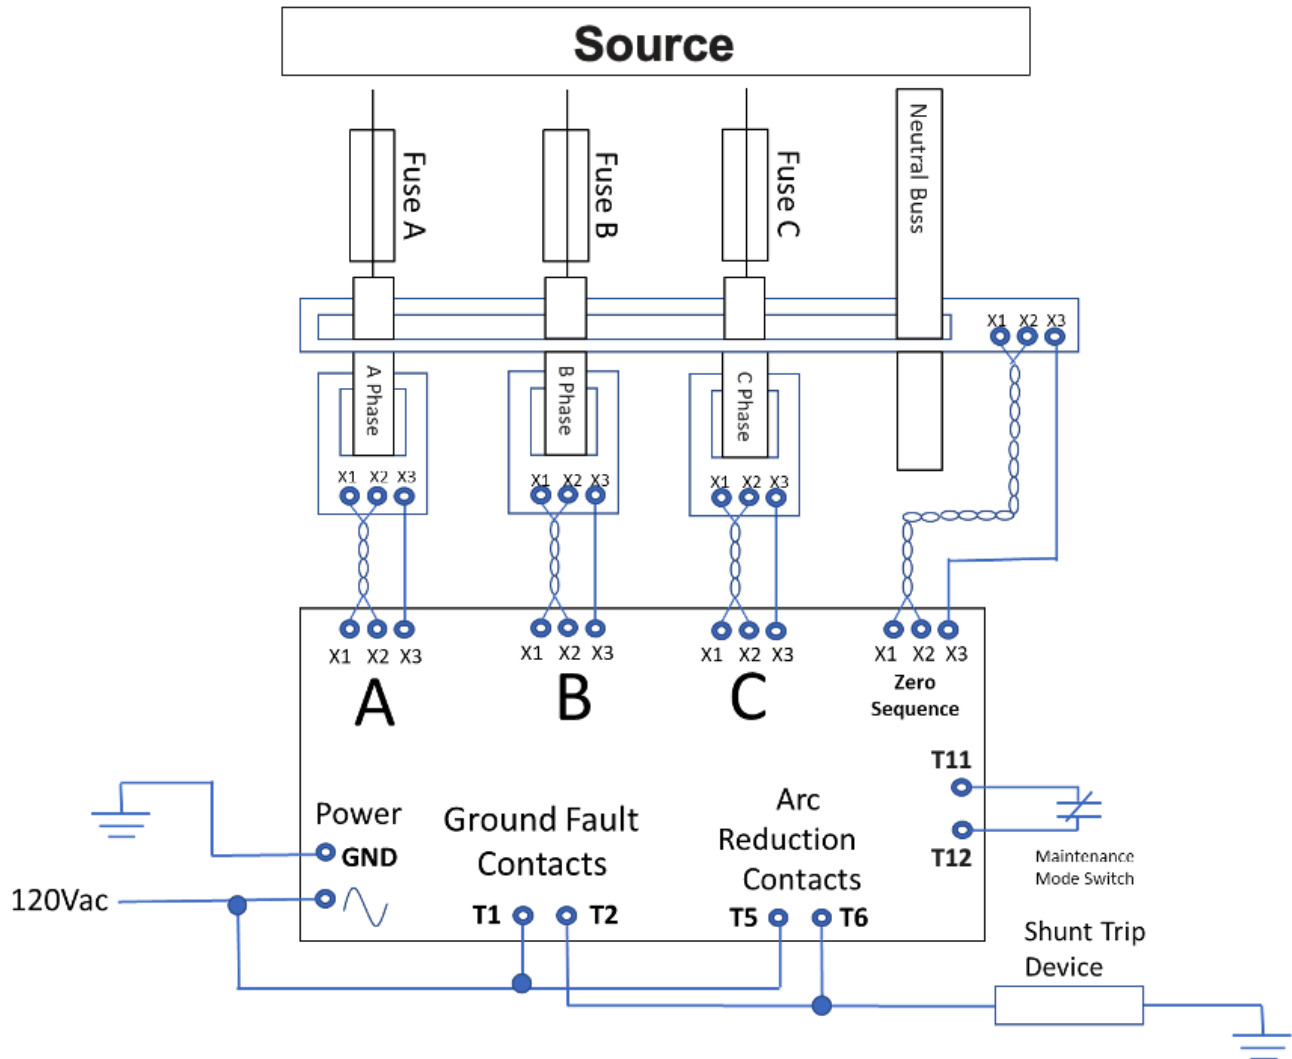 Source
Fuse A
Fuse B
Fuse C
Neutral Buss
X1 X2 X3
A Phase
B Phase
C Phase
X1 X2 X3
X1 X2 X3
X1 X2 X3
X1 X2 X3
X1 X2 X3
X1 X2 X3
X1 X2 X3
A
B
C
Zero
Sequence
T11
T12
Maintenance
Mode Switch
Power
GND
120Vac
Ground Fault
Contacts
T1 T2
Arc
Reduction
Contacts
T5 T6
Shunt Trip
Device